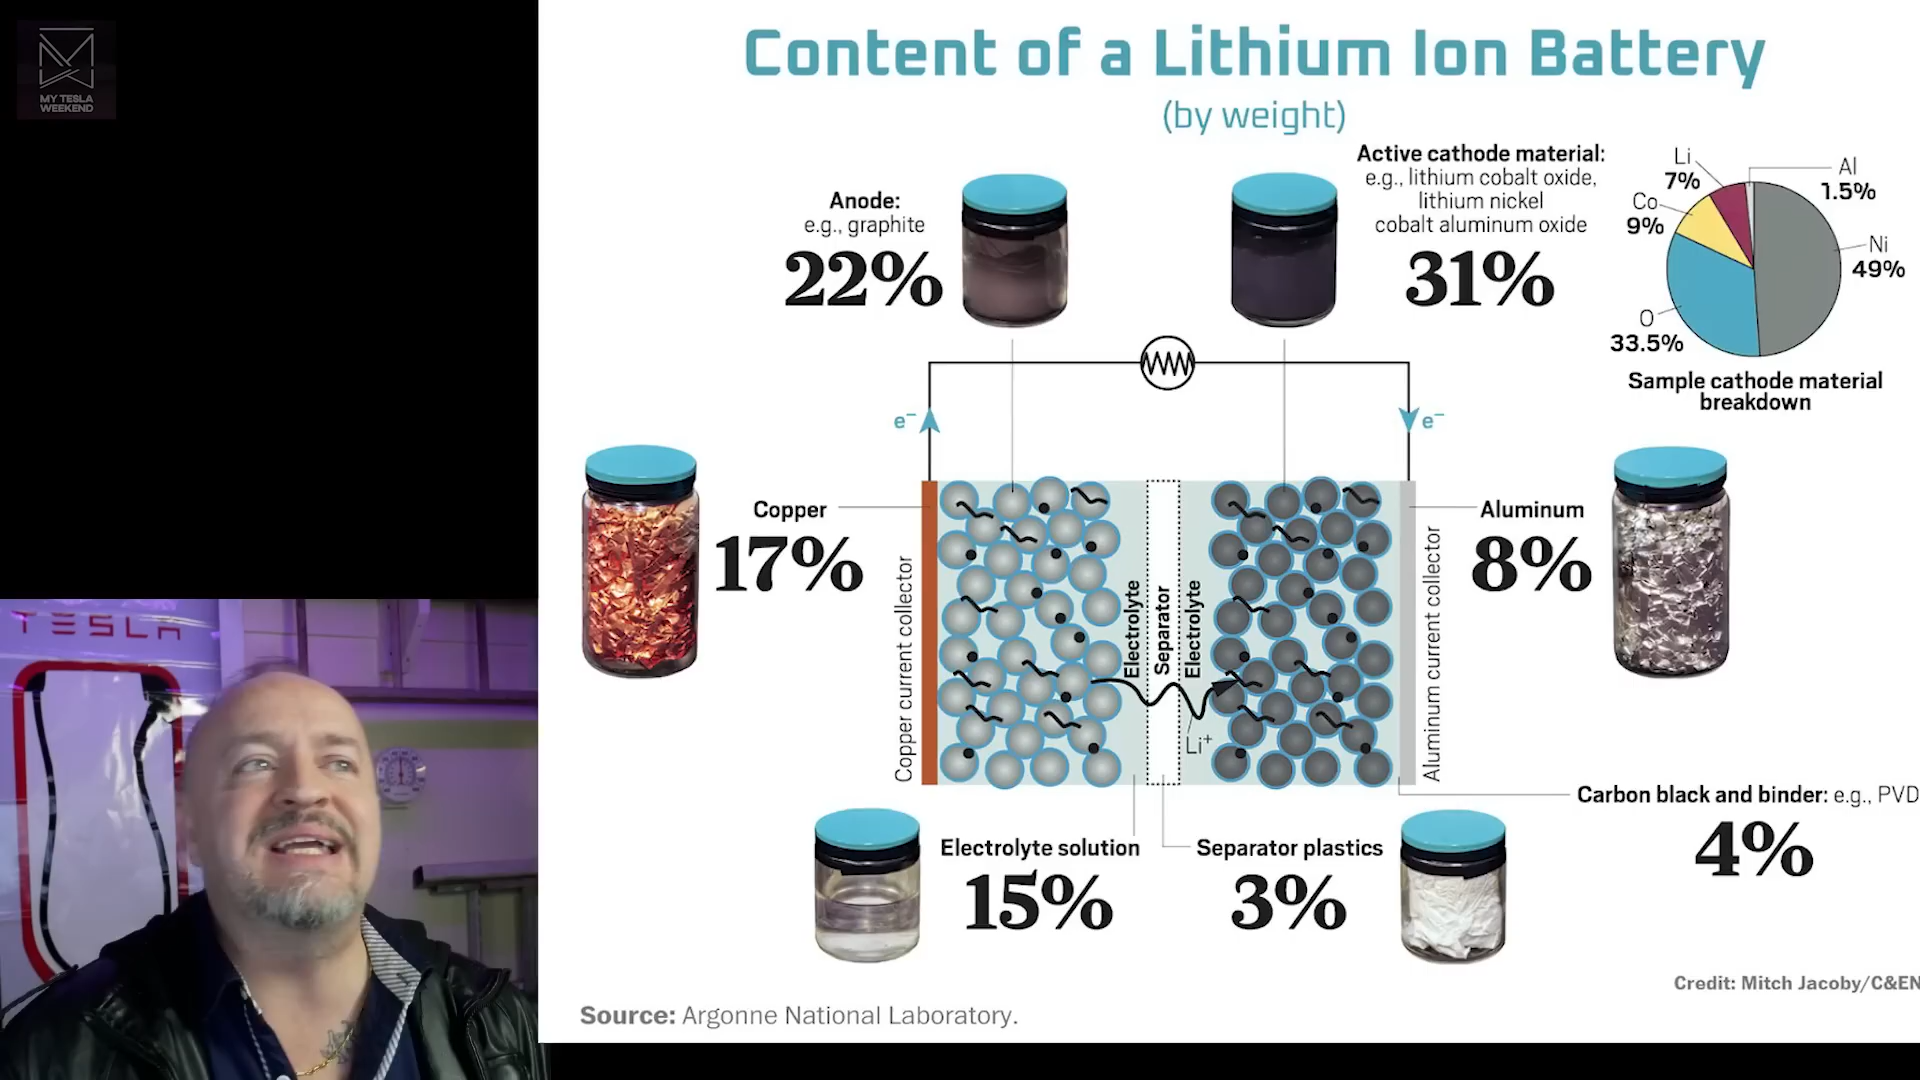 MY TESLA
WEEKEND
Content of a Lithium Ion Battery
(by weight)
Anode:
e.g., graphite
22%
Active cathode material:
e.g., lithium cobalt oxide,
lithium nickel
cobalt aluminum oxide
31%
Li
7%
Al
1.5%
Co
9%
Ni
49%
O
33.5%
Sample cathode material
breakdown
e⁻
e⁻
Copper
17%
Copper current collector
Electrolyte
Separator
Electrolyte
Li⁺
Aluminum current collector
Aluminum
8%
TESLA
Electrolyte solution
15%
Separator plastics
3%
Carbon black and binder: e.g., PVD
4%
Credit: Mitch Jacoby/C&EN
Source: Argonne National Laboratory.